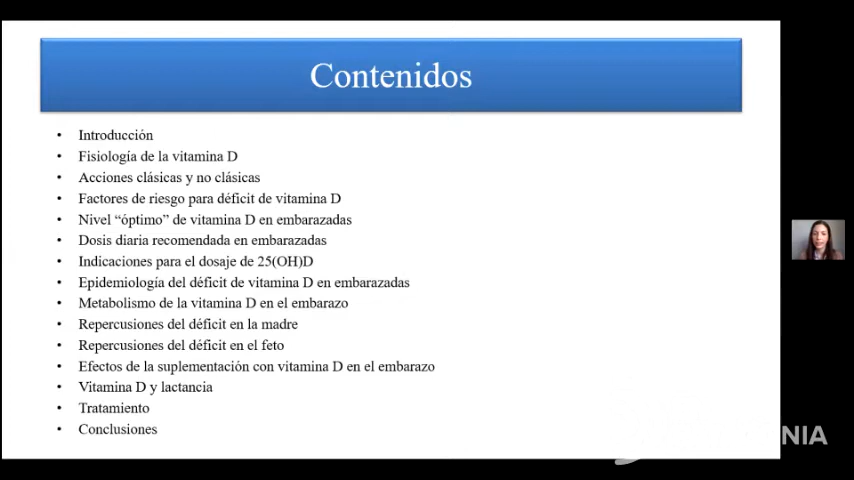 Contenidos
• Introducción
• Fisiología de la vitamina D
• Acciones clásicas y no clásicas
• Factores de riesgo para déficit de vitamina D
• Nivel “óptimo” de vitamina D en embarazadas
• Dosis diaria recomendada en embarazadas
• Indicaciones para el dosaje de 25(OH)D
• Epidemiología del déficit de vitamina D en embarazadas
• Metabolismo de la vitamina D en el embarazo
• Repercusiones del déficit en la madre
• Repercusiones del déficit en el feto
• Efectos de la suplementación con vitamina D en el embarazo
• Vitamina D y lactancia
• Tratamiento
• Conclusiones